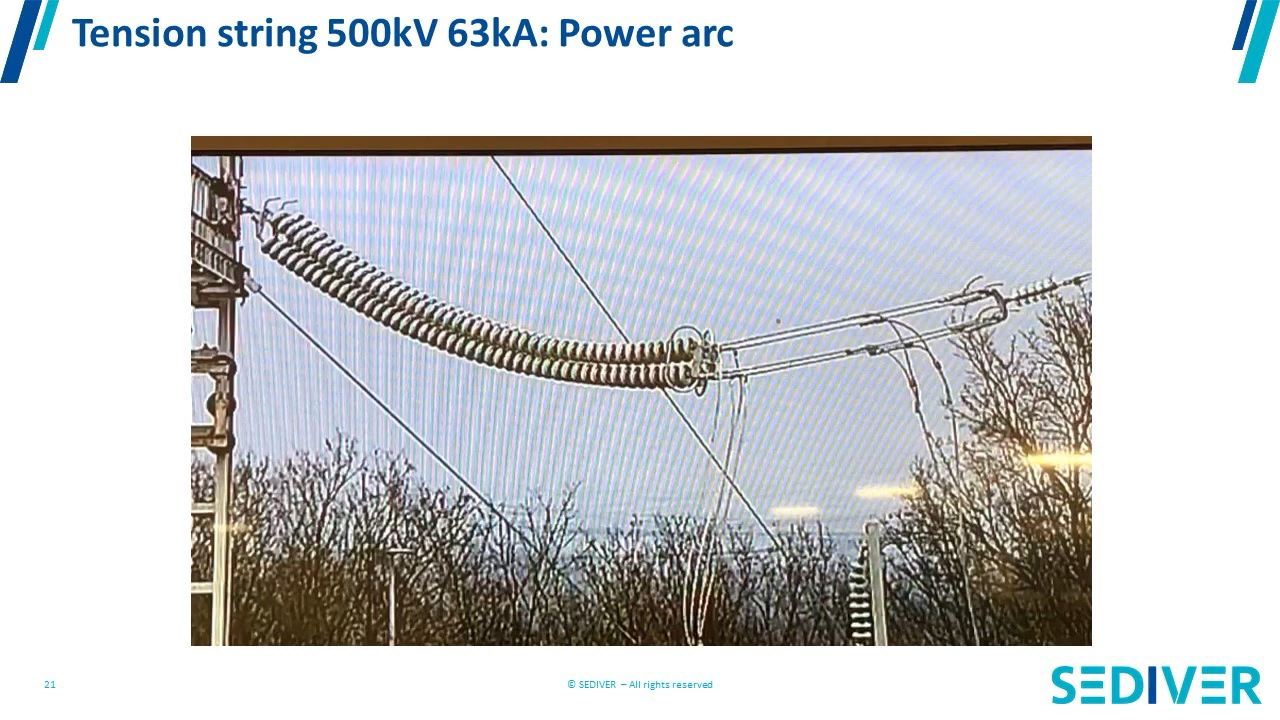 Tension string 500kV 63kA: Power arc
21
© SEDIVER – All rights reserved
SEDIVER